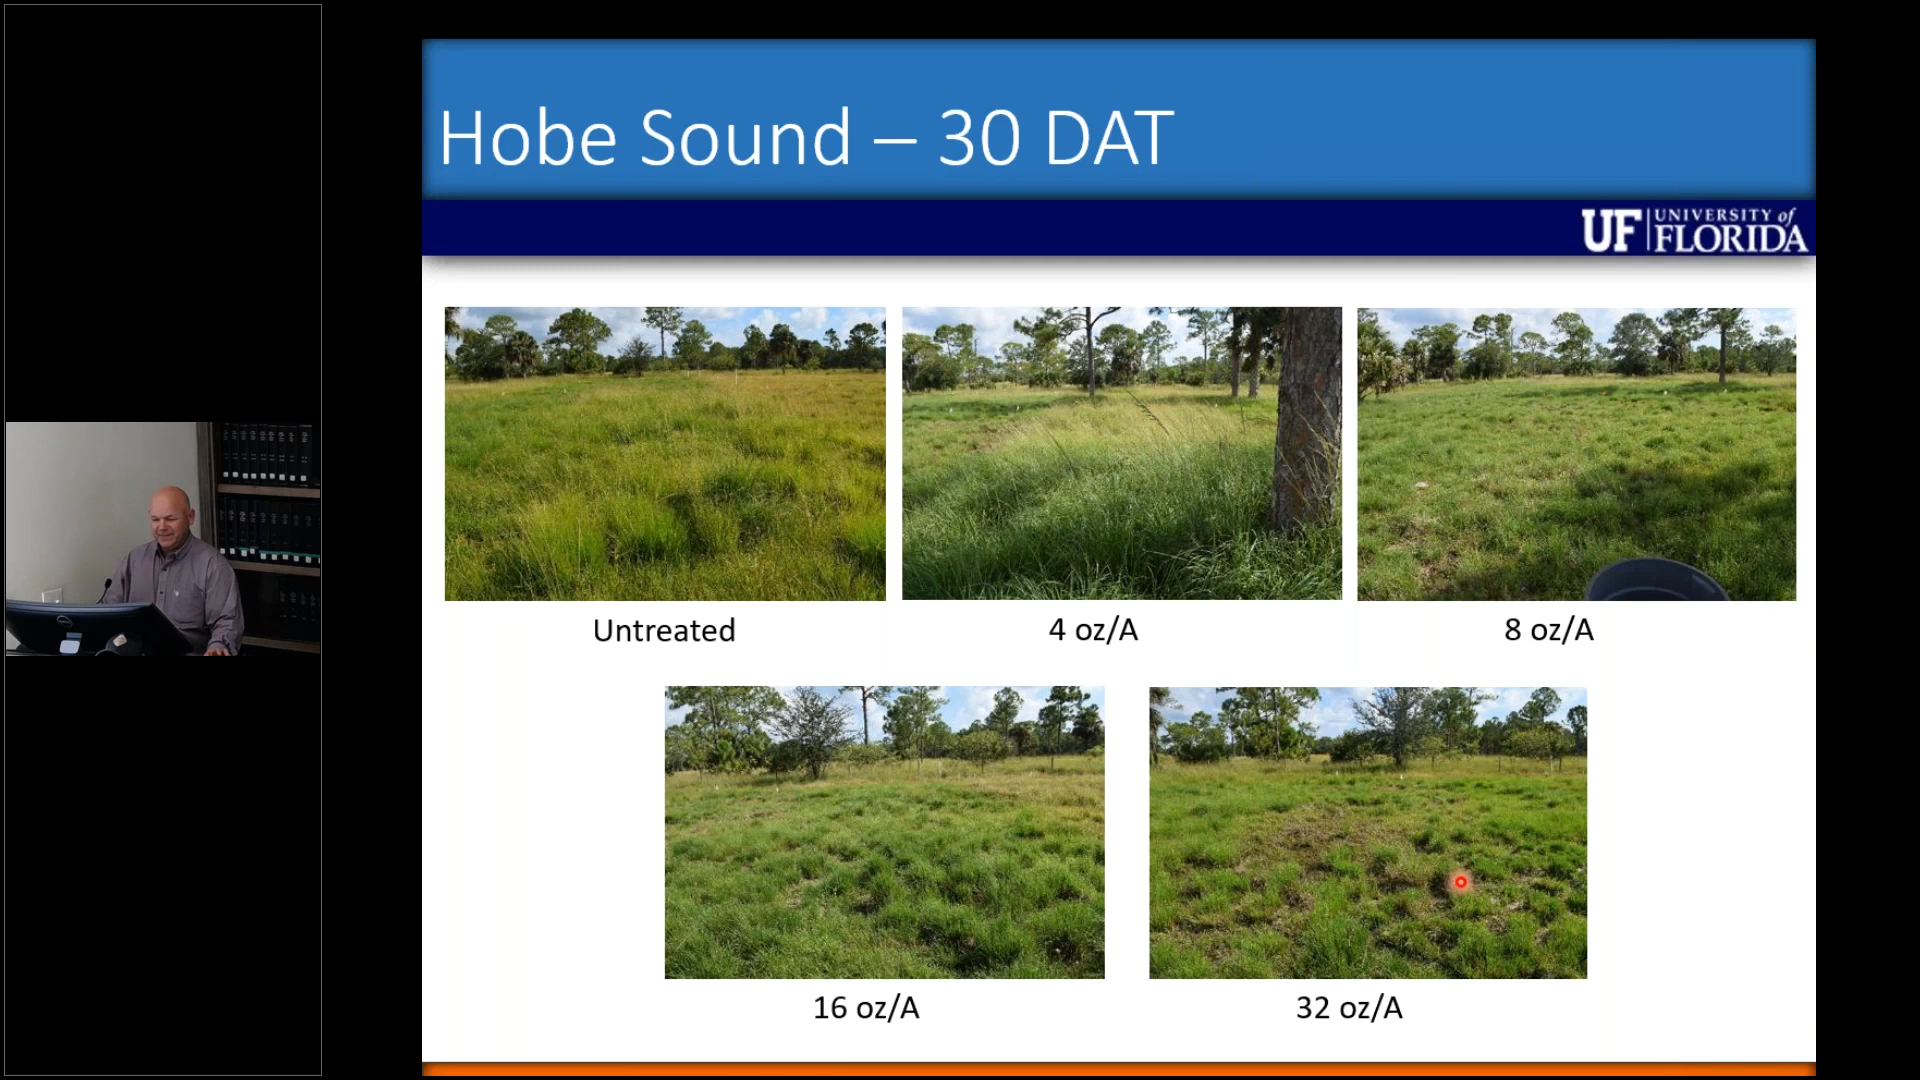 Hobe Sound – 30 DAT
UF UNIVERSITY of
FLORIDA
Untreated
4 oz/A
8 oz/A
16 oz/A
32 oz/A